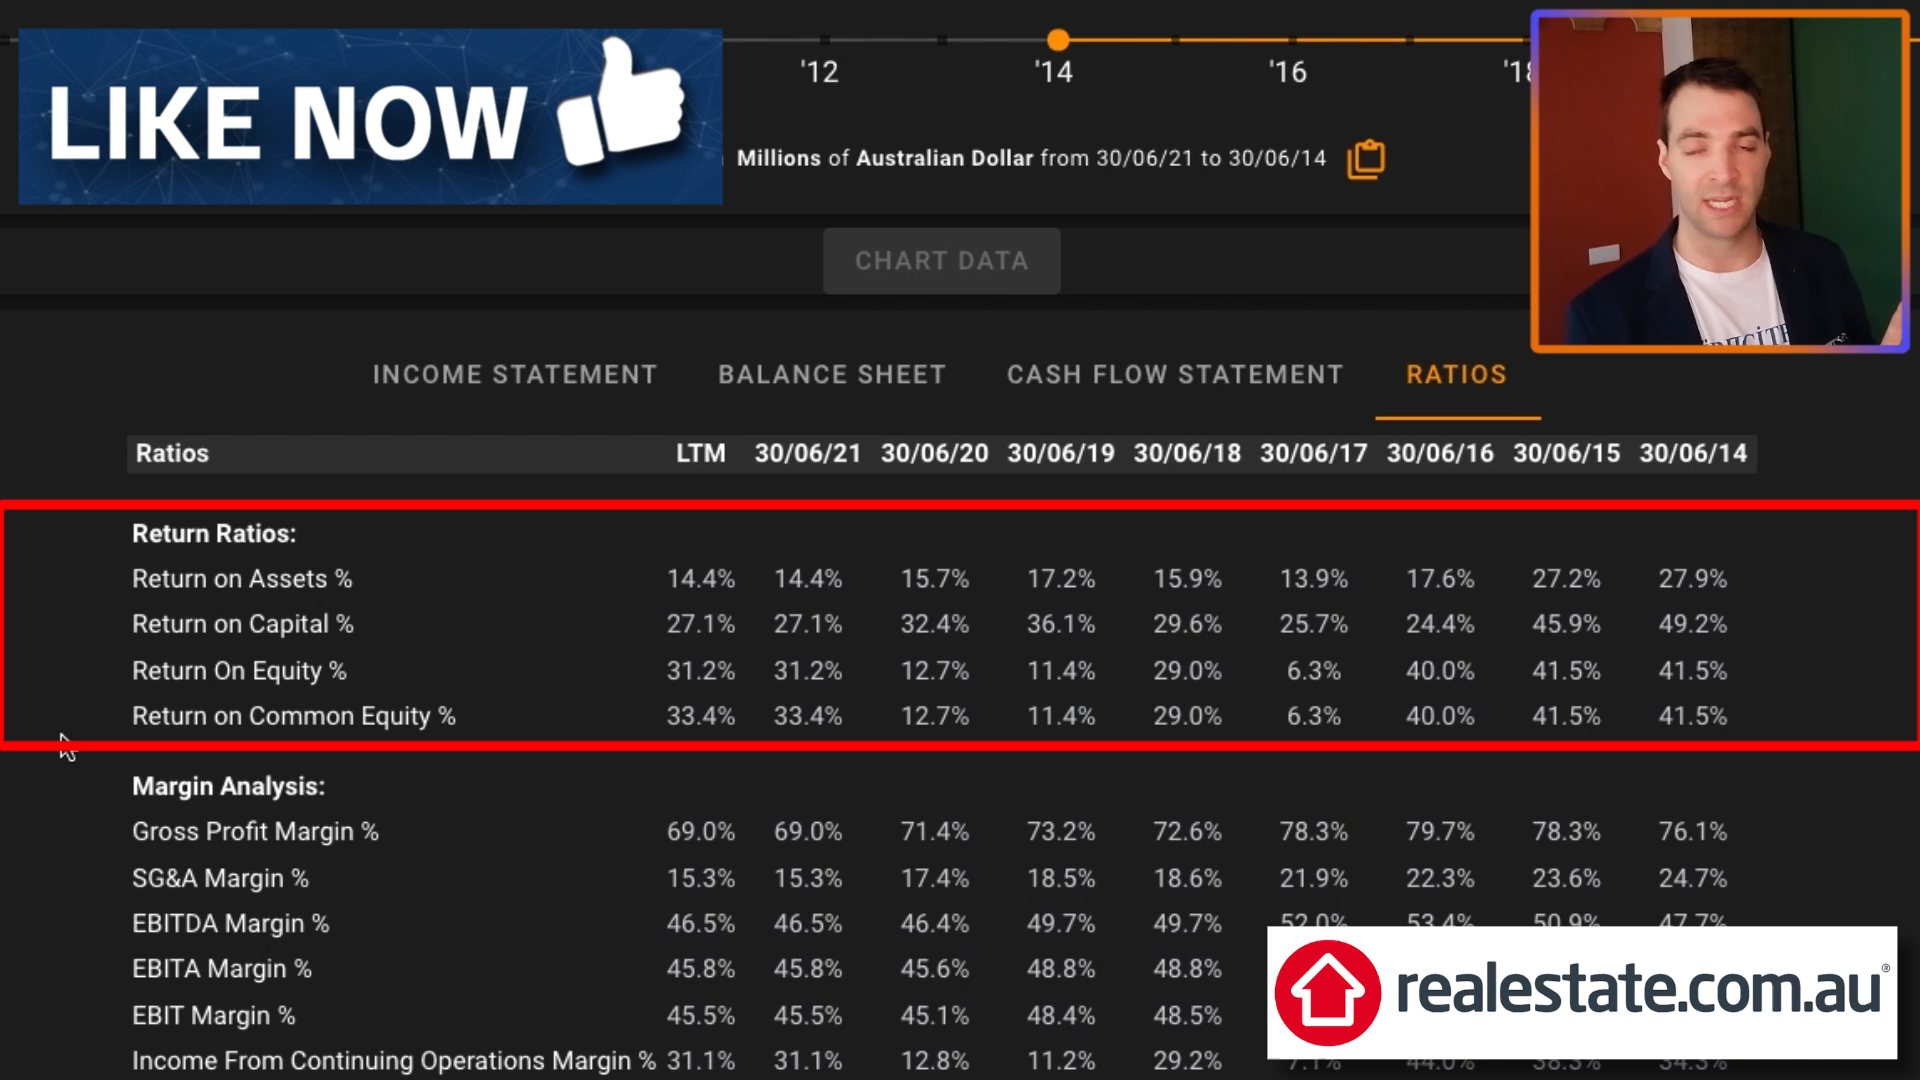 LIKE NOW
'12 '14 '16 '18
Millions of Australian Dollar from 30/06/21 to 30/06/14
CHART DATA
INCOME STATEMENT BALANCE SHEET CASH FLOW STATEMENT RATIOS
Ratios LTM 30/06/21 30/06/20 30/06/19 30/06/18 30/06/17 30/06/16 30/06/15 30/06/14
Return Ratios:
Return on Assets % 14.4% 14.4% 15.7% 17.2% 15.9% 13.9% 17.6% 27.2% 27.9%
Return on Capital % 27.1% 27.1% 32.4% 36.1% 29.6% 25.7% 24.4% 45.9% 49.2%
Return On Equity % 31.2% 31.2% 12.7% 11.4% 29.0% 6.3% 40.0% 41.5% 41.5%
Return on Common Equity % 33.4% 33.4% 12.7% 11.4% 29.0% 6.3% 40.0% 41.5% 41.5%
Margin Analysis:
Gross Profit Margin % 69.0% 69.0% 71.4% 73.2% 72.6% 78.3% 79.7% 78.3% 76.1%
SG&A Margin % 15.3% 15.3% 17.4% 18.5% 18.6% 21.9% 22.3% 23.6% 24.7%
EBITDA Margin % 46.5% 46.5% 46.4% 49.7% 49.7% 52.0% 53.4% 50.9% 47.7%
EBITA Margin % 45.8% 45.8% 45.6% 48.8% 48.8%
EBIT Margin % 45.5% 45.5% 45.1% 48.4% 48.5%
Income From Continuing Operations Margin % 31.1% 31.1% 12.8% 11.2% 29.2%
realestate.com.au®